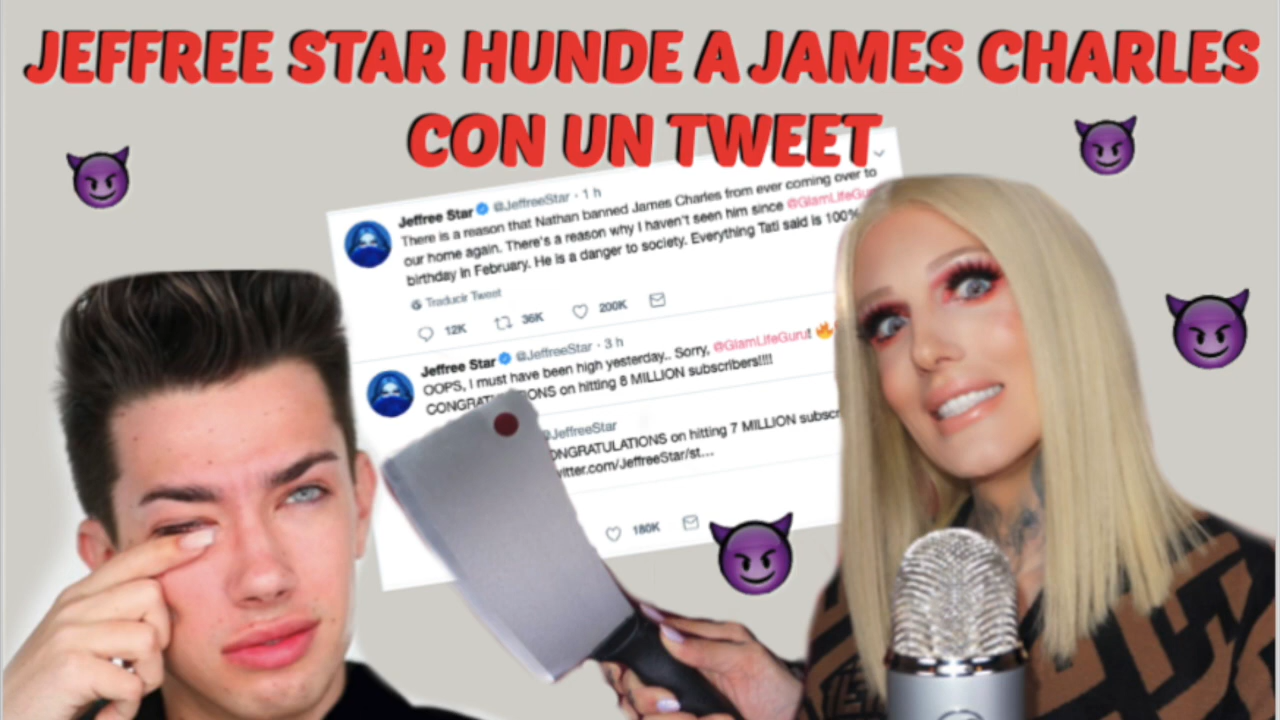 JEFFREE STAR HUNDE A JAMES CHARLES
CON UN TWEET
Jeffree Star @JeffreeStar · 1 h
There is a reason that Nathan banned James Charles from ever coming over to
our home again. There's a reason why I haven't seen him since
birthday in February. He is a danger to society. Everything Tati said is 100%
Traducir Tweet
12K 36K 200K
Jeffree Star @JeffreeStar · 3 h
OOPS, I must have been high yesterday.. Sorry, @GlamLifeGuru! 🔥
on hitting 8 MILLION subscribers!!!!
@JeffreeStar
on hitting 7 MILLION
180K